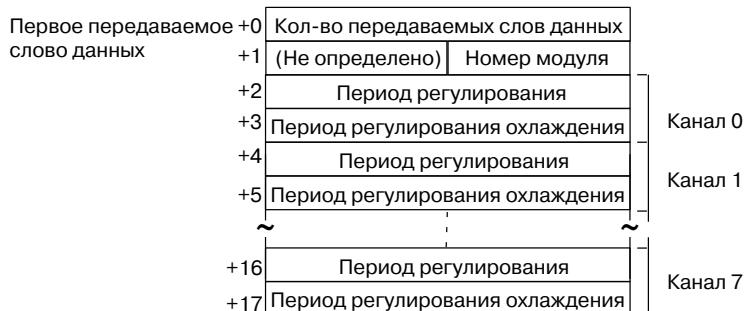 Первое передаваемое слово данных
+0 Кол-во передаваемых слов данных
+1 (Не определено) Номер модуля
+2 Период регулирования
+3 Период регулирования охлаждения
Канал 0
+4 Период регулирования
+5 Период регулирования охлаждения
Канал 1
~ ~
+16 Период регулирования
+17 Период регулирования охлаждения
Канал 7